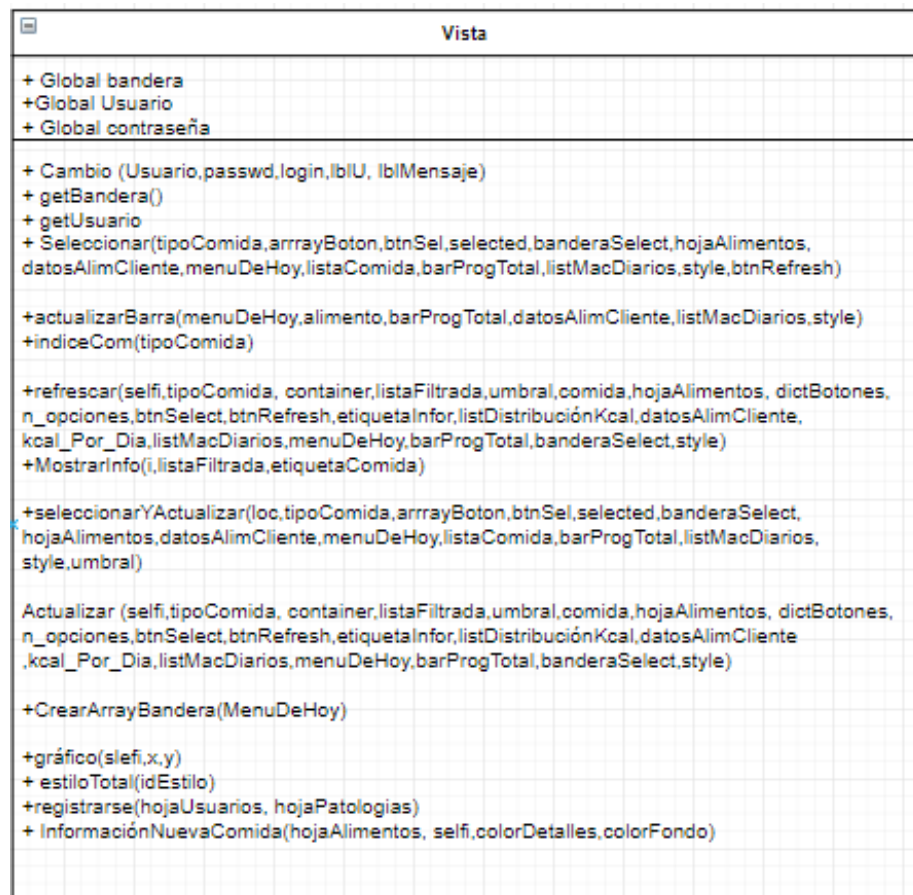 Vista
+ Global bandera
+Global Usuario
+ Global contraseña
+ Cambio (Usuario,passwd,login,lblU, lblMensaje)
+ getBandera()
+ getUsuario
+ Seleccionar(tipoComida,arrrayBoton,btnSel,selected,banderaSelect,hojaAlimentos,
datosAlimCliente,menuDeHoy,listaComida,barProgTotal,listMacDiarios,style,btnRefresh)
+actualizarBarra(menuDeHoy,alimento,barProgTotal,datosAlimCliente,listMacDiarios,style)
+indiceCom(tipoComida)
+refrescar(selfi,tipoComida, container,listaFiltrada,umbral,comida,hojaAlimentos, dictBotones,
n_opciones,btnSelect,btnRefresh,etiquetaInfor,listDistribuciónKcal,datosAlimCliente,
kcal_Por_Dia,listMacDiarios,menuDeHoy,barProgTotal,banderaSelect,style)
+MostrarInfo(i,listaFiltrada,etiquetaComida)
+seleccionarYActualizar(loc,tipoComida,arrrayBoton,btnSel,selected,banderaSelect,
hojaAlimentos,datosAlimCliente,menuDeHoy,listaComida,barProgTotal,listMacDiarios,
style,umbral)
Actualizar (selfi,tipoComida, container,listaFiltrada,umbral,comida,hojaAlimentos, dictBotones,
n_opciones,btnSelect,btnRefresh,etiquetaInfor,listDistribuciónKcal,datosAlimCliente
,kcal_Por_Dia,listMacDiarios,menuDeHoy,barProgTotal,banderaSelect,style)
+CrearArrayBandera(MenuDeHoy)
+gráfico(slefi,x,y)
+ estiloTotal(idEstilo)
+registrarse(hojaUsuarios, hojaPatologias)
+ InformaciónNuevaComida(hojaAlimentos, selfi,colorDetalles,colorFondo)